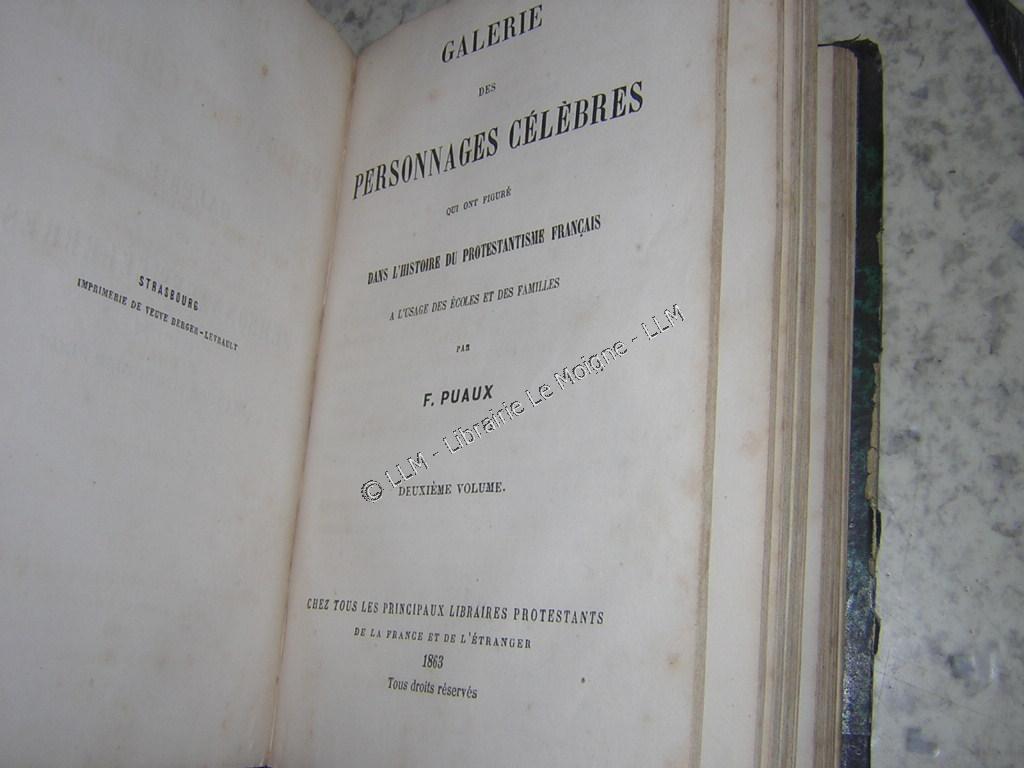 STRASBOURG
IMPRIMERIE DE VEUVE BERGER-LEVRAULT
GALERIE
DES
PERSONNAGES CÉLÈBRES
QUI ONT FIGURÉ
DANS L'HISTOIRE DU PROTESTANTISME FRANÇAIS
A L'USAGE DES ÉCOLES ET DES FAMILLES
PAR
F. PUAUX
DEUXIÈME VOLUME.
CHEZ TOUS LES PRINCIPAUX LIBRAIRES PROTESTANTS
DE LA FRANCE ET DE L'ÉTRANGER
1863
Tous droits réservés
© LLM - Librairie Le Moigne - LLM